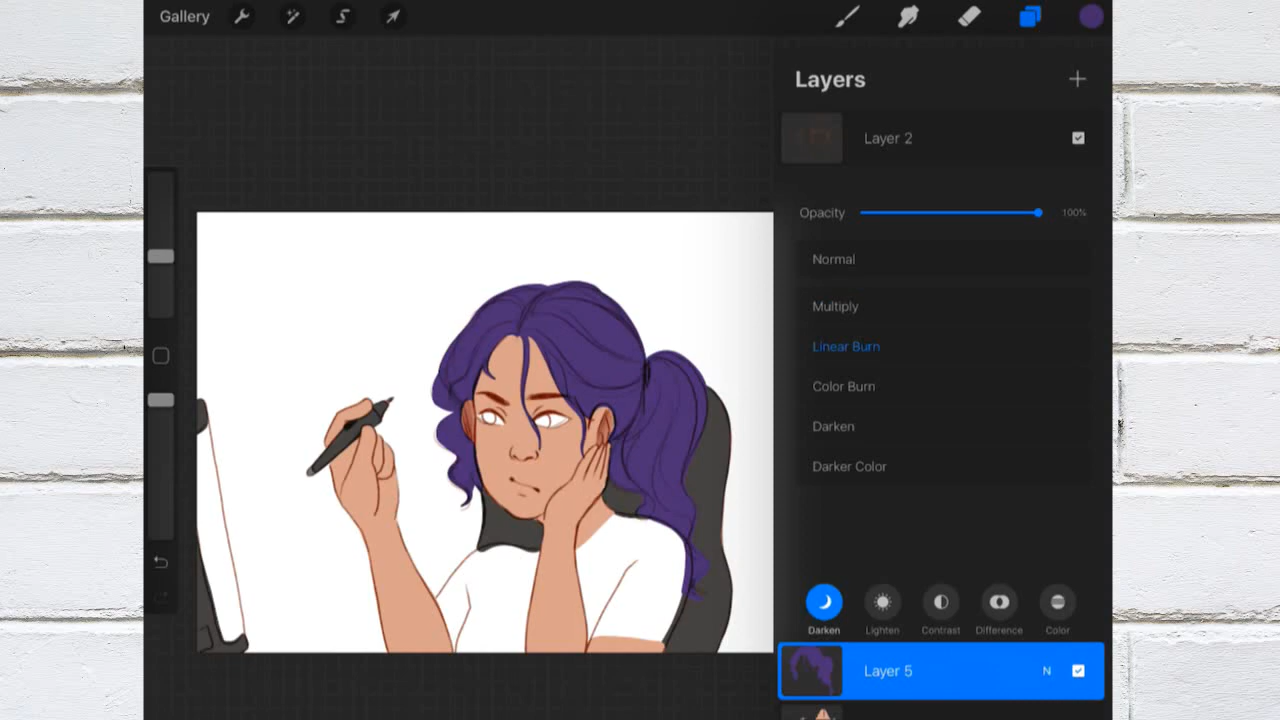 Gallery
Layers
Layer 2
Opacity 100%
Normal
Multiply
Linear Burn
Color Burn
Darken
Darker Color
Darken Lighten Contrast Difference Color
Layer 5 N